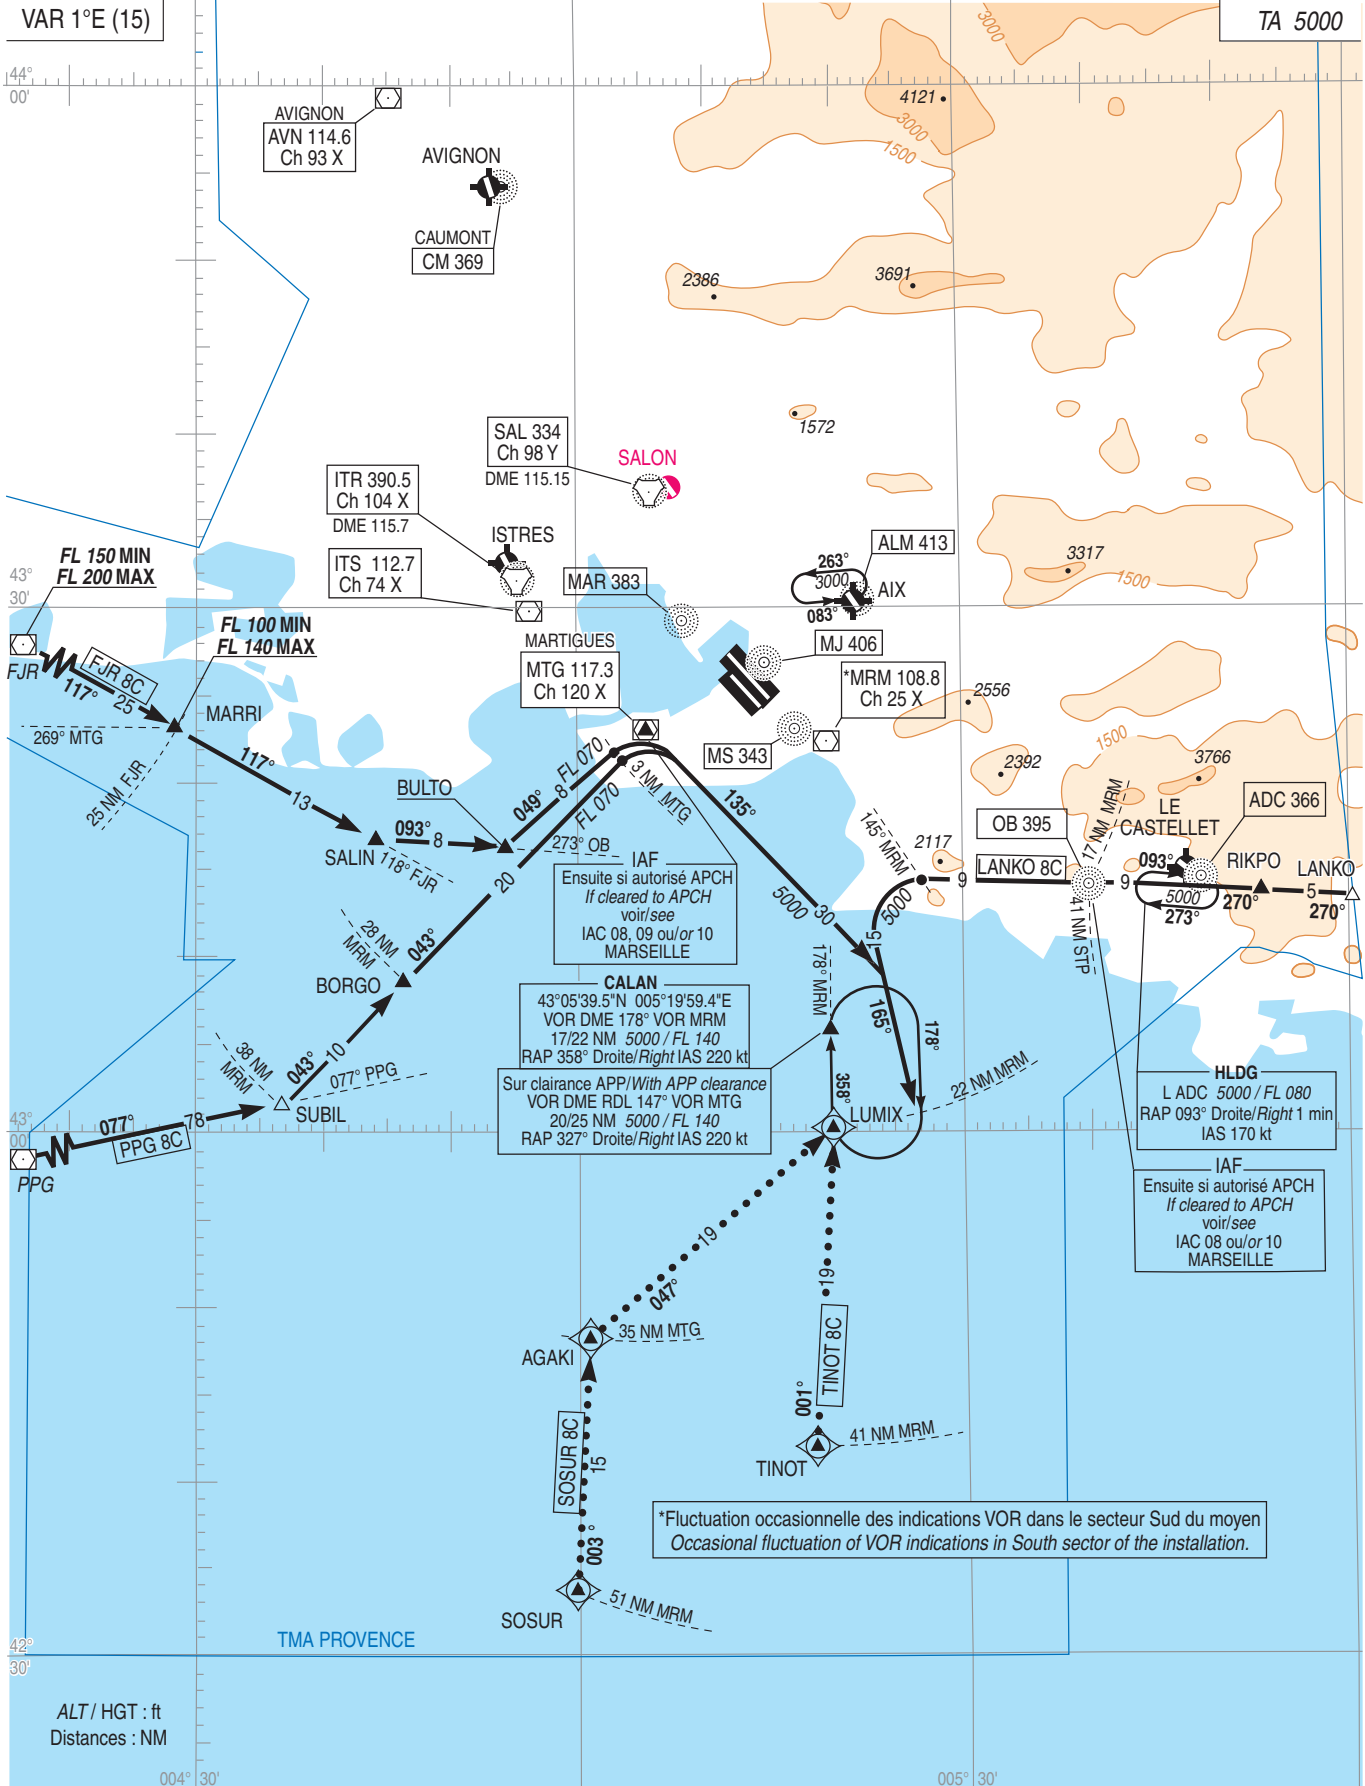 VAR 1°E (15)
TA 5000
3000
44°
00'
AVIGNON
AVN 114.6
Ch 93 X
AVIGNON
CAUMONT
CM 369
4121
3000
1500
2386
3691
1572
SAL 334
Ch 98 Y
DME 115.15
SALON
ITR 390.5
Ch 104 X
DME 115.7
ISTRES
ITS 112.7
Ch 74 X
MAR 383
263°
3000
083°
ALM 413
AIX
3317
1500
43°
30'
FL 150 MIN
FL 200 MAX
FL 100 MIN
FL 140 MAX
MARTIGUES
MTG 117.3
Ch 120 X
MJ 406
*MRM 108.8
Ch 25 X
MS 343
2556
2392
1500
3766
FJR
FJR 8C
117°
25
MARRI
269° MTG
25 NM FJR
117°
13
BULTO
093°
8
SALIN
118° FJR
049°
8
FL 070
FL 070
3 NM MTG
273° OB
135°
5000
30
145° MRM
2117
OB 395
17 NM MRM
LE
CASTELLET
ADC 366
LANKO 8C
9
9
093°
5000
273°
RIKPO
270°
5
LANKO
270°
41 NM STP
5000
15
IAF
Ensuite si autorisé APCH
If cleared to APCH
voir/see
IAC 08, 09 ou/or 10
MARSEILLE
20
043°
28 NM
MRM
BORGO
CALAN
43°05'39.5"N 005°19'59.4"E
VOR DME 178° VOR MRM
17/22 NM 5000 / FL 140
RAP 358° Droite/Right IAS 220 kt
Sur clairance APP/With APP clearance
VOR DME RDL 147° VOR MTG
20/25 NM 5000 / FL 140
RAP 327° Droite/Right IAS 220 kt
178° MRM
165°
178°
358°
LUMIX
22 NM MRM
38 NM
MRM
043°
10
077° PPG
SUBIL
43°
00'
077°
78
PPG 8C
PPG
HLDG
L ADC 5000 / FL 080
RAP 093° Droite/Right 1 min
IAS 170 kt
IAF
Ensuite si autorisé APCH
If cleared to APCH
voir/see
IAC 08 ou/or 10
MARSEILLE
19
047°
AGAKI
35 NM MTG
19
TINOT 8C
001°
TINOT
41 NM MRM
SOSUR 8C
15
003°
SOSUR
51 NM MRM
*Fluctuation occasionnelle des indications VOR dans le secteur Sud du moyen
Occasional fluctuation of VOR indications in South sector of the installation.
TMA PROVENCE
42°
30'
ALT / HGT : ft
Distances : NM
004° 30'
005° 30'